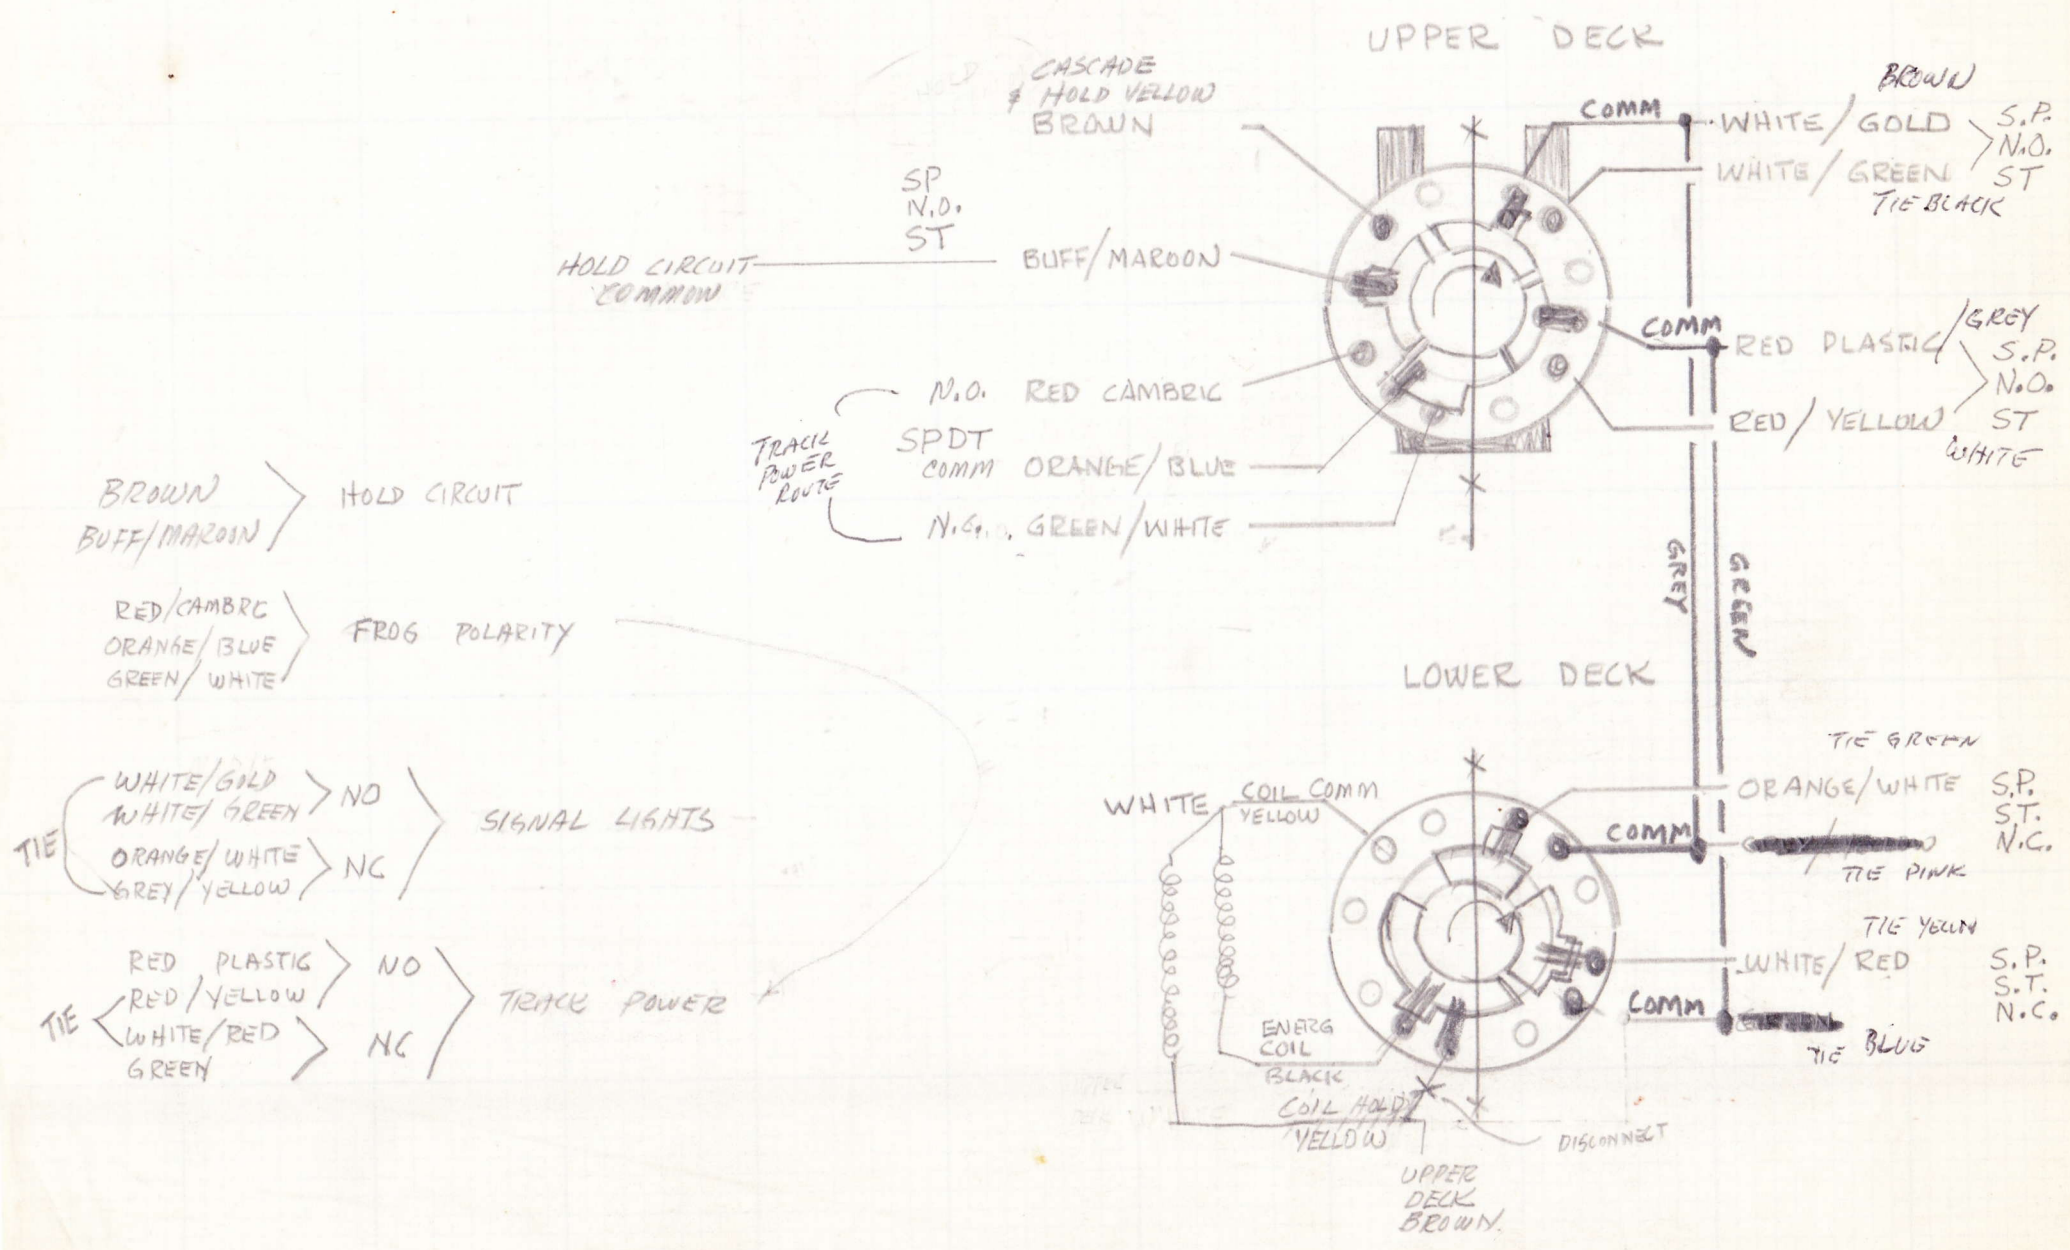 UPPER DECK
CASCADE
& HOLD YELLOW
BROWN
BROWN
COMM
WHITE/GOLD
S.P.
N.O.
WHITE/GREEN
ST
TIE BLACK
SP
N.O.
ST
HOLD CIRCUIT
COMMON
BUFF/MAROON
COMM
RED PLASTIC/GREY
S.P.
N.O.
RED/YELLOW
ST
WHITE
TRACK
POWER
ROUTE
N.O. RED CAMBRIC
SPDT
COMM ORANGE/BLUE
N.C. GREEN/WHITE
BROWN
BUFF/MAROON
HOLD CIRCUIT
RED/CAMBRC
ORANGE/BLUE
GREEN/WHITE
FROG POLARITY
GREY
GREEN
LOWER DECK
TIE GREEN
ORANGE/WHITE
S.P.
S.T.
N.C.
COMM
TIE PINK
TIE YELLN
WHITE/RED
S.P.
S.T.
N.C.
COMM
TIE BLUE
WHITE
COIL COMM
YELLOW
ENERG
COIL
BLACK
COIL HOLD
YELLOW
DISCONNECT
UPPER
DECK
BROWN.
TIE
WHITE/GOLD
WHITE/GREEN
NO
ORANGE/WHITE
GREY/YELLOW
NC
SIGNAL LIGHTS
RED PLASTIC
RED/YELLOW
NO
TIE
WHITE/RED
GREEN
NC
TRACK POWER